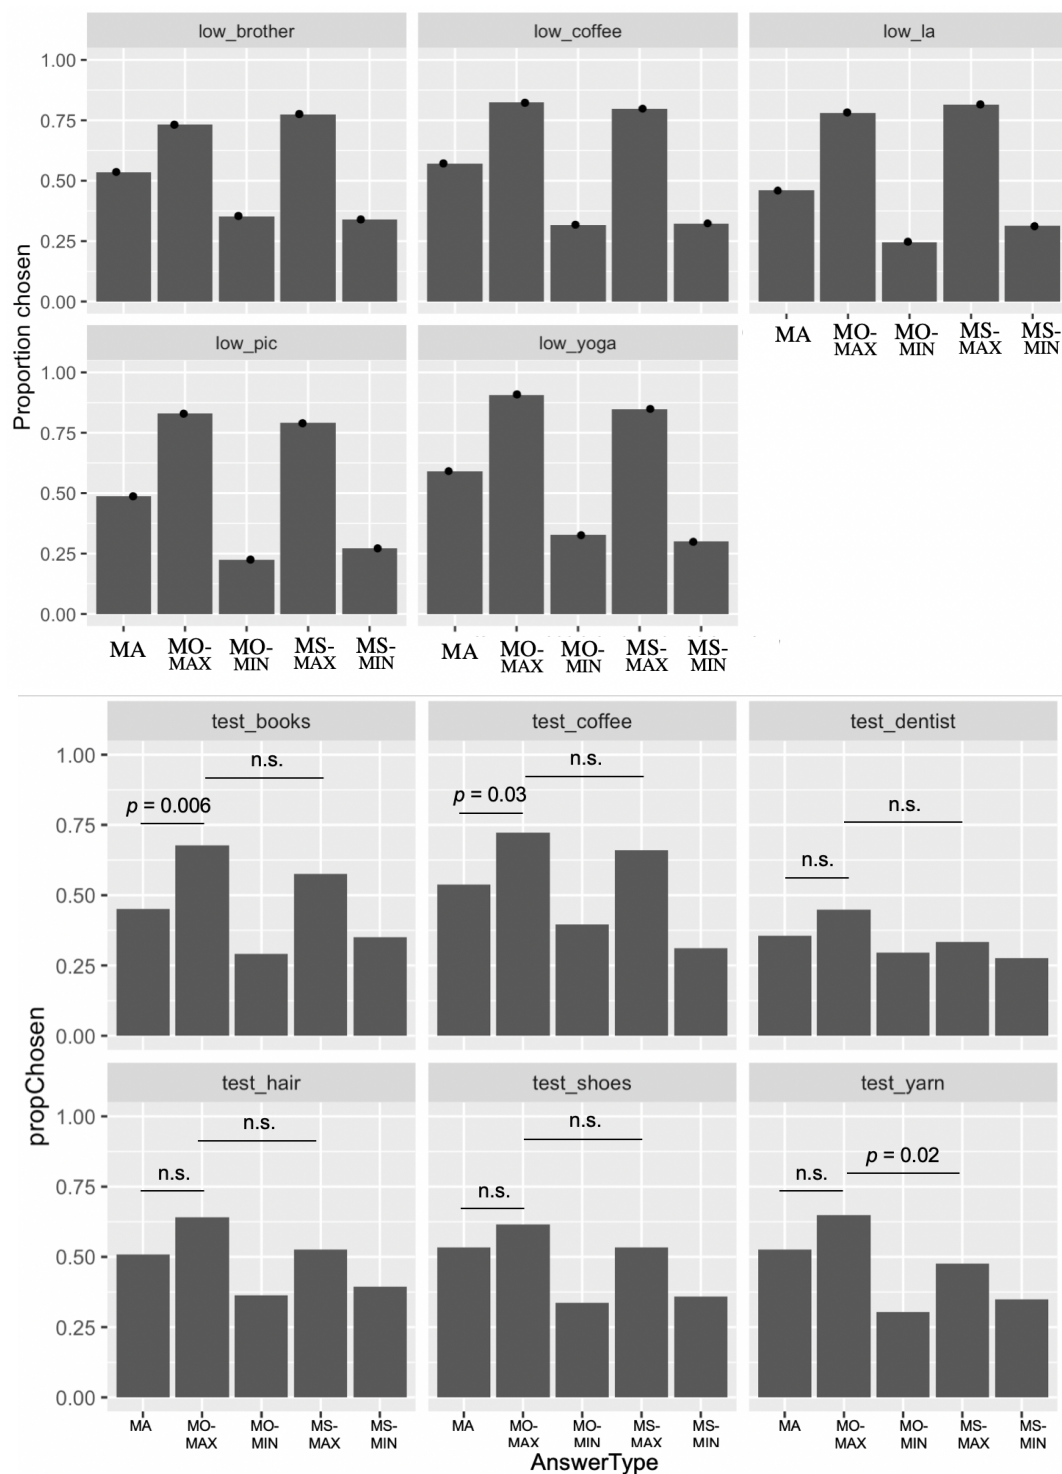 low_brother low_coffee low_la
1.00
0.75
0.50
0.25
0.00
Proportion chosen
MA MO-MAX MO-MIN MS-MAX MS-MIN
low_pic low_yoga
1.00
0.75
0.50
0.25
0.00
MA MO-MAX MO-MIN MS-MAX MS-MIN MA MO-MAX MO-MIN MS-MAX MS-MIN
test_books test_coffee test_dentist
1.00
n.s. n.s.
p = 0.006 p = 0.03 n.s.
0.75
n.s.
0.50
0.25
0.00
propChosen
test_hair test_shoes test_yarn
1.00
n.s. n.s.
p = 0.02
n.s. n.s. n.s.
0.75
0.50
0.25
0.00
MA MO-MAX MO-MIN MS-MAX MS-MIN MA MO-MAX MO-MIN MS-MAX MS-MIN MA MO-MAX MO-MIN MS-MAX MS-MIN
AnswerType